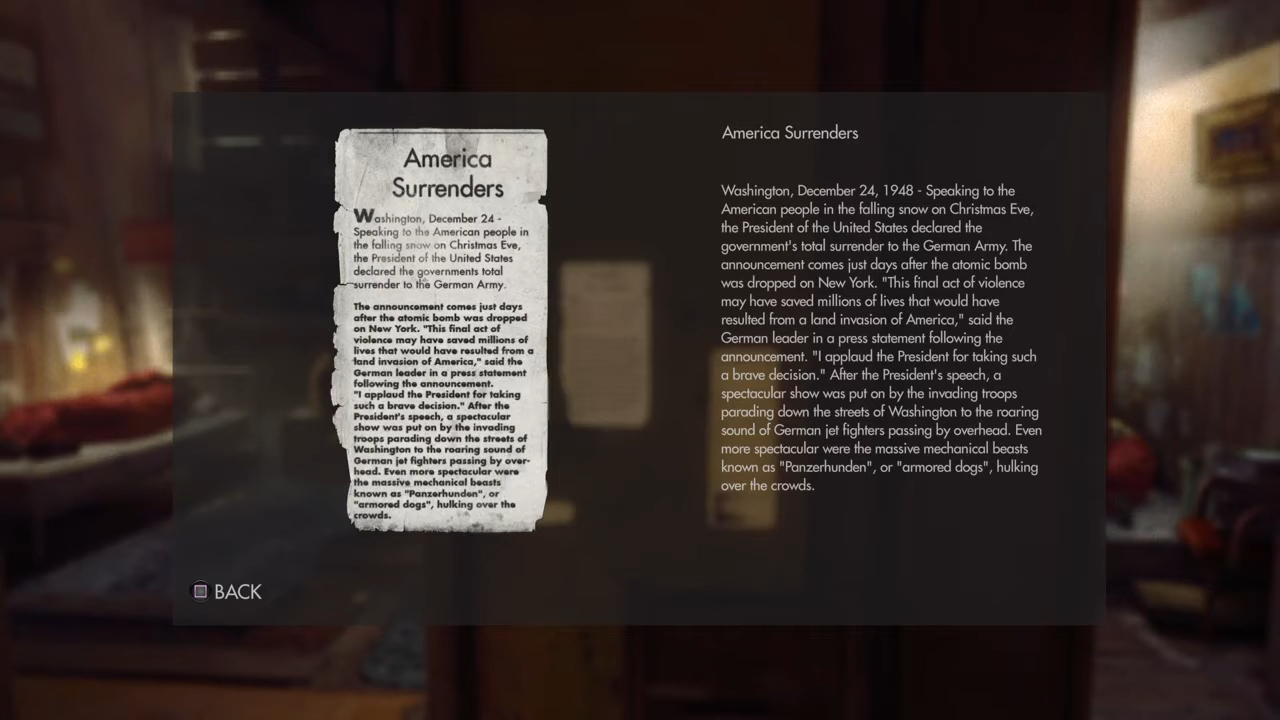 America
Surrenders
Washington, December 24 -
Speaking to the American people in
the falling snow on Christmas Eve,
the President of the United States
declared the governments total
surrender to the German Army.
The announcement comes just days
after the atomic bomb was dropped
on New York. "This final act of
violence may have saved millions of
lives that would have resulted from a
land invasion of America," said the
German leader in a press statement
following the announcement.
"I applaud the President for taking
such a brave decision." After the
President's speech, a spectacular
show was put on by the invading
troops parading down the streets of
Washington to the roaring sound of
German jet fighters passing by over-
head. Even more spectacular were
the massive mechanical beasts
known as "Panzerhunden", or
"armored dogs", hulking over the
crowds.
America Surrenders
Washington, December 24, 1948 - Speaking to the
American people in the falling snow on Christmas Eve,
the President of the United States declared the
government's total surrender to the German Army. The
announcement comes just days after the atomic bomb
was dropped on New York. "This final act of violence
may have saved millions of lives that would have
resulted from a land invasion of America," said the
German leader in a press statement following the
announcement. "I applaud the President for taking such
a brave decision." After the President's speech, a
spectacular show was put on by the invading troops
parading down the streets of Washington to the roaring
sound of German jet fighters passing by overhead. Even
more spectacular were the massive mechanical beasts
known as "Panzerhunden", or "armored dogs", hulking
over the crowds.
BACK